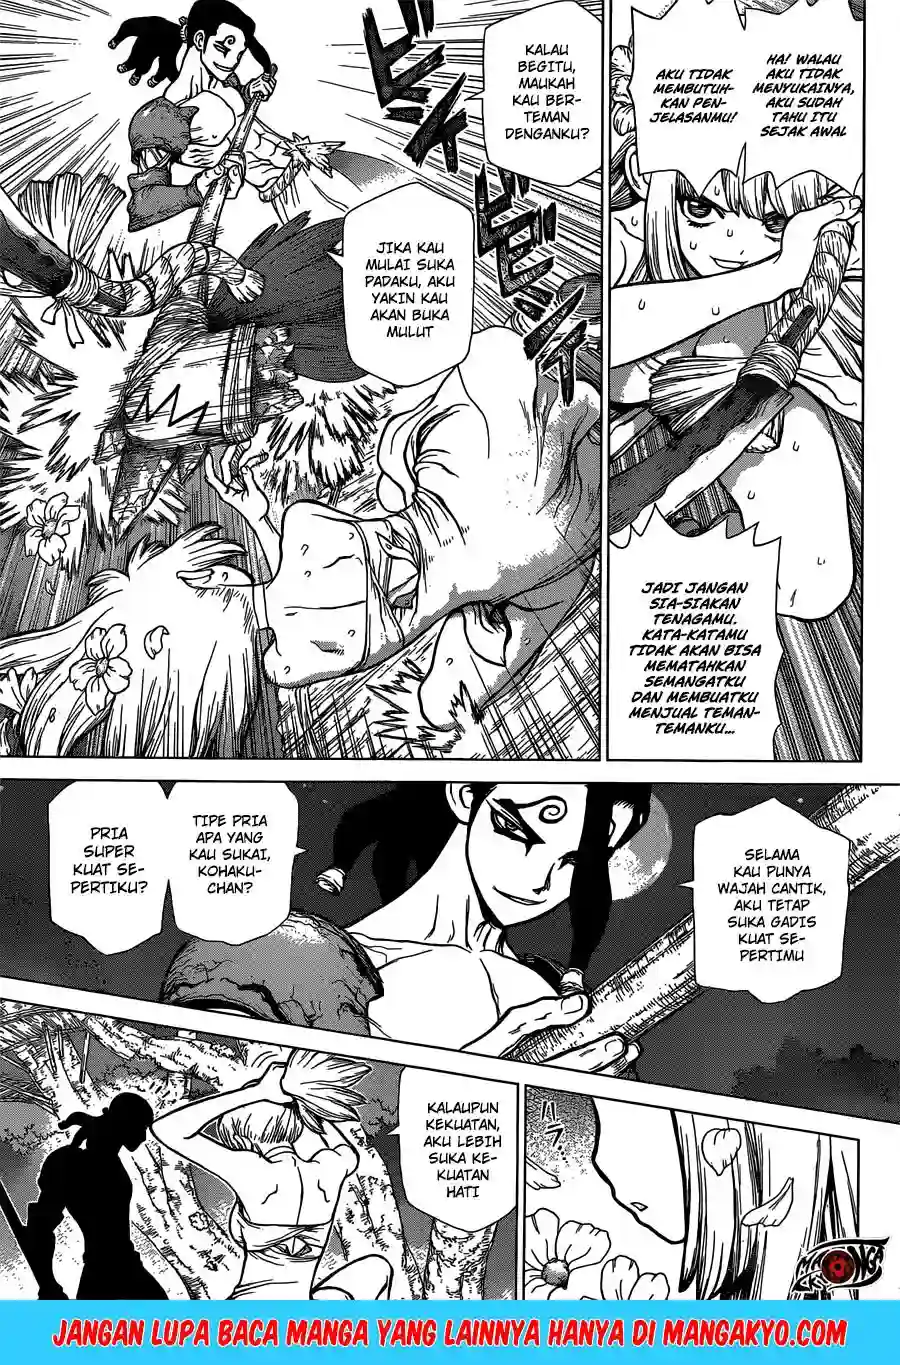 HA! WALAU
AKU TIDAK
MENYUKAINYA,
AKU SUDAH
TAHU ITU
SEJAK AWAL
AKU TIDAK
MEMBUTUH-
KAN PEN-
JELASANMU!
JADI JANGAN
SIA-SIAKAN
TENAGAMU.
KATA-KATAMU
TIDAK AKAN BISA
MEMATAHKAN
SEMANGATKU
DAN MEMBUATKU
MENJUAL TEMAN-
TEMANKU...
KALAU
BEGITU,
MAUKAH
KAU BER-
TEMAN
DENGANKU?
JIKA KAU
MULAI SUKA
PADAKU, AKU
YAKIN KAU
AKAN BUKA
MULUT
SELAMA
KAU PUNYA
WAJAH CANTIK,
AKU TETAP
SUKA GADIS
KUAT SE-
PERTIMU
TIPE PRIA
APA YANG
KAU SUKAI,
KOHAKU-
CHAN?
PRIA
SUPER
KUAT SE-
PERTIKU?
KALAUPUN
KEKUATAN,
AKU LEBIH
SUKA KE-
KUATAN
HATI
JANGAN LUPA BACA MANGA YANG LAINNYA HANYA DI MANGAKYO.COM